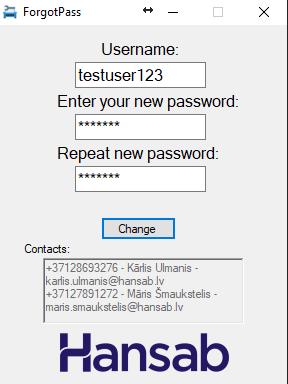 ForgotPass
Username:
testuser123
Enter your new password:
*******
Repeat new password:
*******
Change
Contacts:
+37128693276 - Kārlis Ulmanis -
karlis.ulmanis@hansab.lv
+37127891272 - Māris Šmaukstelis -
maris.smaukstelis@hansab.lv
Hansab